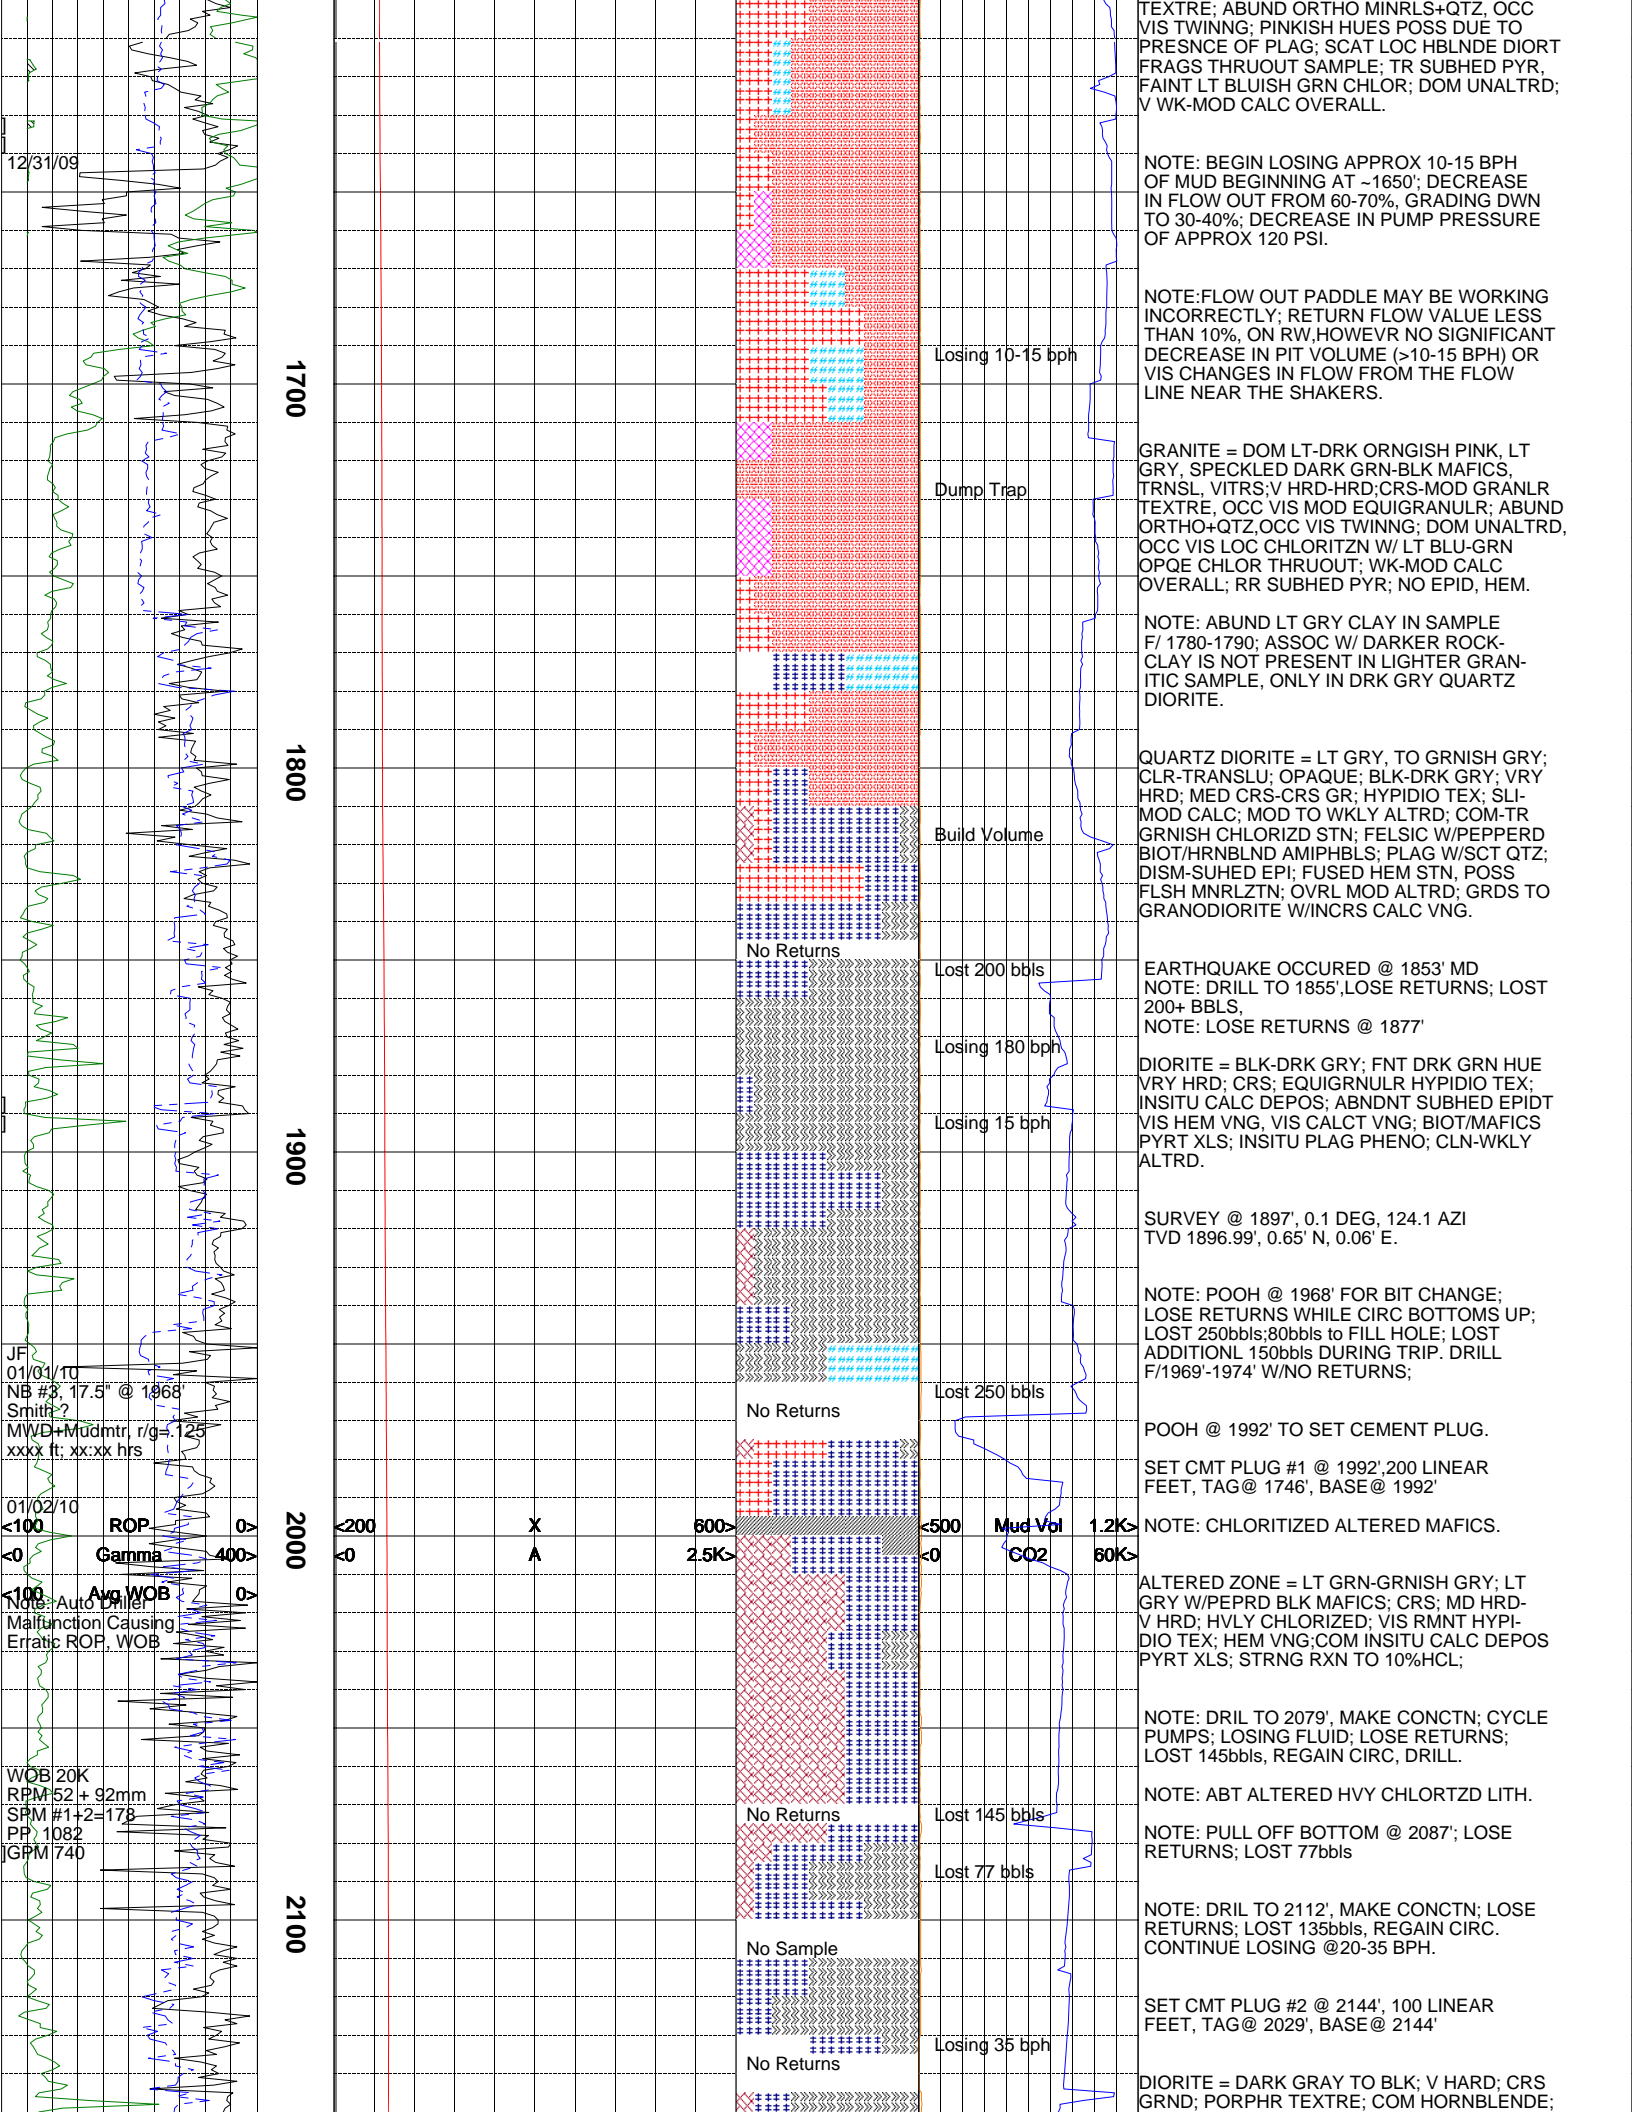 TEXTRE; ABUND ORTHO MINRLS+QTZ, OCC
VIS TWINNG; PINKISH HUES POSS DUE TO
PRESNCE OF PLAG; SCAT LOC HBLNDE DIORT
FRAGS THRUOUT SAMPLE; TR SUBHED PYR,
FAINT LT BLUISH GRN CHLOR; DOM UNALTRD;
V WK-MOD CALC OVERALL.
12/31/09
NOTE: BEGIN LOSING APPROX 10-15 BPH
OF MUD BEGINNING AT ~1650'; DECREASE
IN FLOW OUT FROM 60-70%, GRADING DWN
TO 30-40%; DECREASE IN PUMP PRESSURE
OF APPROX 120 PSI.
NOTE:FLOW OUT PADDLE MAY BE WORKING
INCORRECTLY; RETURN FLOW VALUE LESS
THAN 10%, ON RW,HOWEVR NO SIGNIFICANT
DECREASE IN PIT VOLUME (>10-15 BPH) OR
VIS CHANGES IN FLOW FROM THE FLOW
LINE NEAR THE SHAKERS.
Losing 10-15 bph
1700
GRANITE = DOM LT-DRK ORNGISH PINK, LT
GRY, SPECKLED DARK GRN-BLK MAFICS,
TRNSL, VITRS;V HRD-HRD;CRS-MOD GRANLR
TEXTRE, OCC VIS MOD EQUIGRANULR; ABUND
ORTHO+QTZ,OCC VIS TWINNG; DOM UNALTRD,
OCC VIS LOC CHLORITZN W/ LT BLU-GRN
OPQE CHLOR THRUOUT; WK-MOD CALC
OVERALL; RR SUBHED PYR; NO EPID, HEM.
Dump Trap
NOTE: ABUND LT GRY CLAY IN SAMPLE
F/ 1780-1790; ASSOC W/ DARKER ROCK-
CLAY IS NOT PRESENT IN LIGHTER GRAN-
ITIC SAMPLE, ONLY IN DRK GRY QUARTZ
DIORITE.
1800
QUARTZ DIORITE = LT GRY, TO GRNISH GRY;
CLR-TRANSLU; OPAQUE; BLK-DRK GRY; VRY
HRD; MED CRS-CRS GR; HYPIDIO TEX; SLI-
MOD CALC; MOD TO WKLY ALTRD; COM-TR
GRNISH CHLORIZD STN; FELSIC W/PEPPERD
BIOT/HRNBLND AMIPHBLS; PLAG W/SCT QTZ;
DISM-SUHED EPI; FUSED HEM STN, POSS
FLSH MNRLZTN; OVRL MOD ALTRD; GRDS TO
GRANODIORITE W/INCRS CALC VNG.
Build Volume
No Returns
Lost 200 bbls
EARTHQUAKE OCCURED @ 1853' MD
NOTE: DRILL TO 1855',LOSE RETURNS; LOST
200+ BBLS,
NOTE: LOSE RETURNS @ 1877'
Losing 180 bph
DIORITE = BLK-DRK GRY; FNT DRK GRN HUE
VRY HRD; CRS; EQUIGRNULR HYPIDIO TEX;
INSITU CALC DEPOS; ABNDNT SUBHED EPIDT
VIS HEM VNG, VIS CALCT VNG; BIOT/MAFICS
PYRT XLS; INSITU PLAG PHENO; CLN-WKLY
ALTRD.
Losing 15 bph
1900
SURVEY @ 1897', 0.1 DEG, 124.1 AZI
TVD 1896.99', 0.65' N, 0.06' E.
NOTE: POOH @ 1968' FOR BIT CHANGE;
LOSE RETURNS WHILE CIRC BOTTOMS UP;
LOST 250bbls;80bbls to FILL HOLE; LOST
ADDITIONL 150bbls DURING TRIP. DRILL
F/1969'-1974' W/NO RETURNS;
JF
01/01/10
NB #3, 17.5" @ 1968'
Smith ?
MWD+Mudmtr, r/g=.125
xxxx ft; xx:xx hrs
Lost 250 bbls
No Returns
POOH @ 1992' TO SET CEMENT PLUG.
SET CMT PLUG #1 @ 1992',200 LINEAR
FEET, TAG@ 1746', BASE@ 1992'
01/02/10
<100 ROP 0>
<0 Gamma 400>
<100 Avg WOB 0>
2000
<200 X 600>
<0 A 2.5K>
<500 Mud Vol 1.2K>
<0 CO2 60K>
NOTE: CHLORITIZED ALTERED MAFICS.
Note: Auto Driller
Malfunction Causing
Erratic ROP, WOB
ALTERED ZONE = LT GRN-GRNISH GRY; LT
GRY W/PEPRD BLK MAFICS; CRS; MD HRD-
V HRD; HVLY CHLORIZED; VIS RMNT HYPI-
DIO TEX; HEM VNG;COM INSITU CALC DEPOS
PYRT XLS; STRNG RXN TO 10%HCL;
NOTE: DRIL TO 2079', MAKE CONCTN; CYCLE
PUMPS; LOSING FLUID; LOSE RETURNS;
LOST 145bbls, REGAIN CIRC, DRILL.
WOB 20K
RPM 52 + 92mm
SPM #1+2=178
PP 1082
GPM 740
NOTE: ABT ALTERED HVY CHLORTZD LITH.
No Returns
Lost 145 bbls
NOTE: PULL OFF BOTTOM @ 2087'; LOSE
RETURNS; LOST 77bbls
Lost 77 bbls
2100
NOTE: DRIL TO 2112', MAKE CONCTN; LOSE
RETURNS; LOST 135bbls, REGAIN CIRC.
CONTINUE LOSING @20-35 BPH.
No Sample
SET CMT PLUG #2 @ 2144', 100 LINEAR
FEET, TAG@ 2029', BASE@ 2144'
Losing 35 bph
No Returns
DIORITE = DARK GRAY TO BLK; V HARD; CRS
GRND; PORPHR TEXTRE; COM HORNBLENDE;